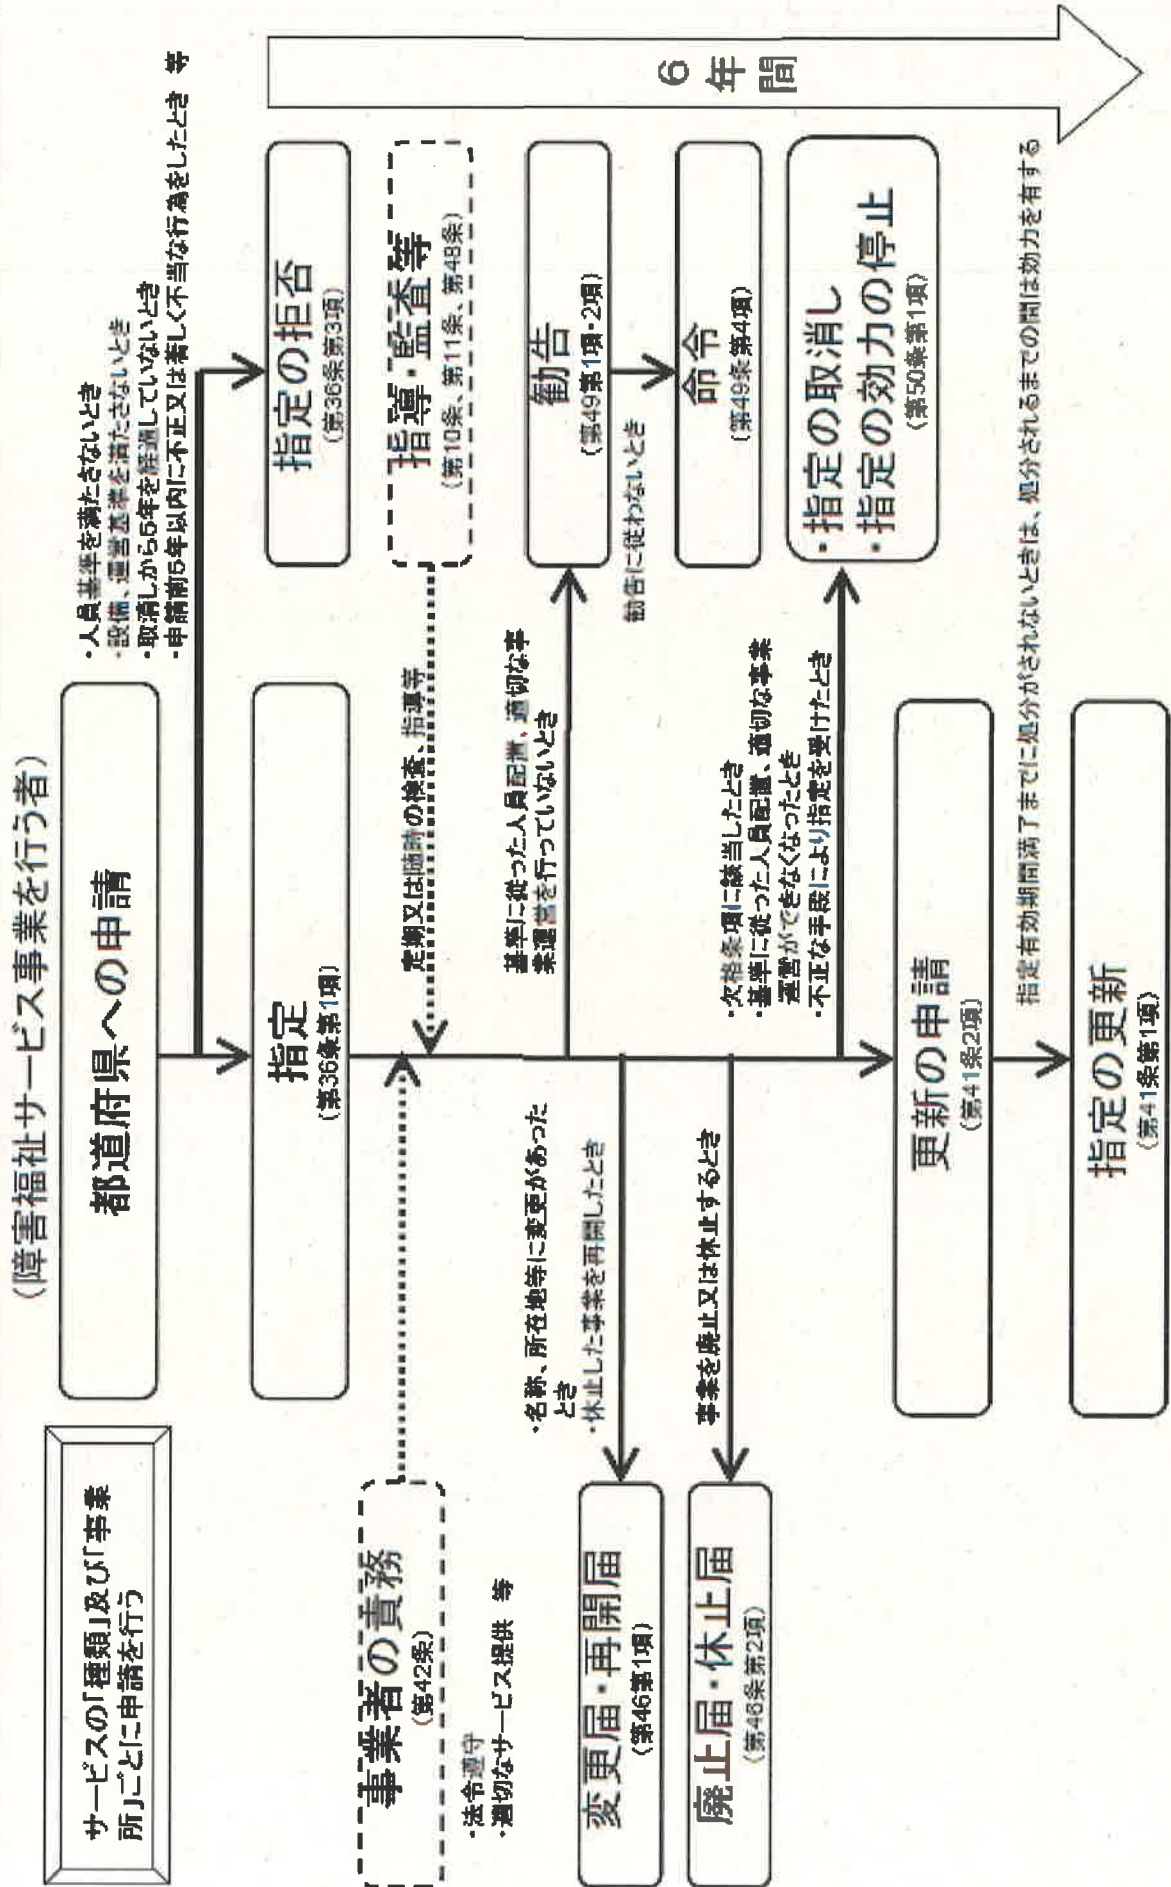 (障害福祉サービス事業を行う者)
サービスの「種類」及び「事業
所」ごとに申請を行う
都道府県への申請
・人員基準を満たさないとき
・設備、運営基準を満たさないとき
・取消しから5年を経過していないとき
・申請前5年以内に不正又は著しく不当な行為をしたとき 等
指定
(第36条第1項)
指定の拒否
(第36条第3項)
事業者の責務
(第42条)
・法令遵守
・適切なサービス提供 等
定期又は随時の検査、指導等
指導・監査等
(第10条、第11条、第48条)
基準に従った人員配置、適切な事
業運営を行っていないとき
勧告
(第49第1項・2項)
勧告に従わないとき
命令
(第49条第4項)
・名称、所在地等に変更があった
とき
・休止した事業を再開したとき
変更届・再開届
(第46第1項)
事業を廃止又は休止するとき
廃止届・休止届
(第46条第2項)
・欠格条項に該当したとき
・基準に従った人員配置、適切な事業
運営ができなくなったとき
・不正な手段により指定を受けたとき
・指定の取消し
・指定の効力の停止
(第50条第1項)
更新の申請
(第41条2項)
指定有効期間満了までに処分がされないときは、処分されるまでの間は効力を有する
指定の更新
(第41条第1項)
6年間